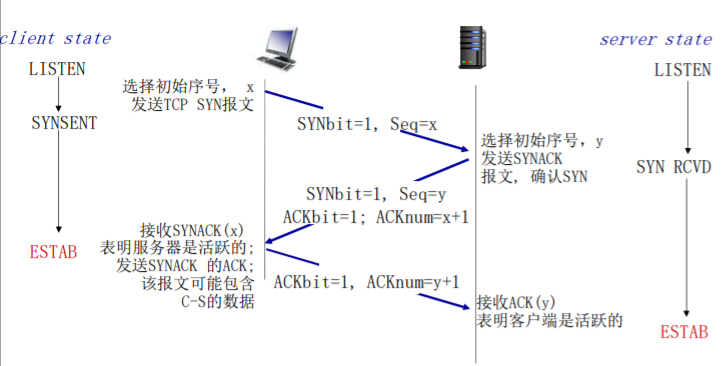 client state
server state
LISTEN
LISTEN
选择初始序号， x
发送TCP SYN报文
SYNSENT
SYNbit=1, Seq=x
选择初始序号，y
发送SYNACK
报文, 确认SYN
SYN RCVD
SYNbit=1, Seq=y
ACKbit=1; ACKnum=x+1
接收SYNACK(x)
表明服务器是活跃的;
发送SYNACK 的ACK;
该报文可能包含
C-S的数据
ESTAB
ACKbit=1, ACKnum=y+1
接收ACK(y)
表明客户端是活跃的
ESTAB